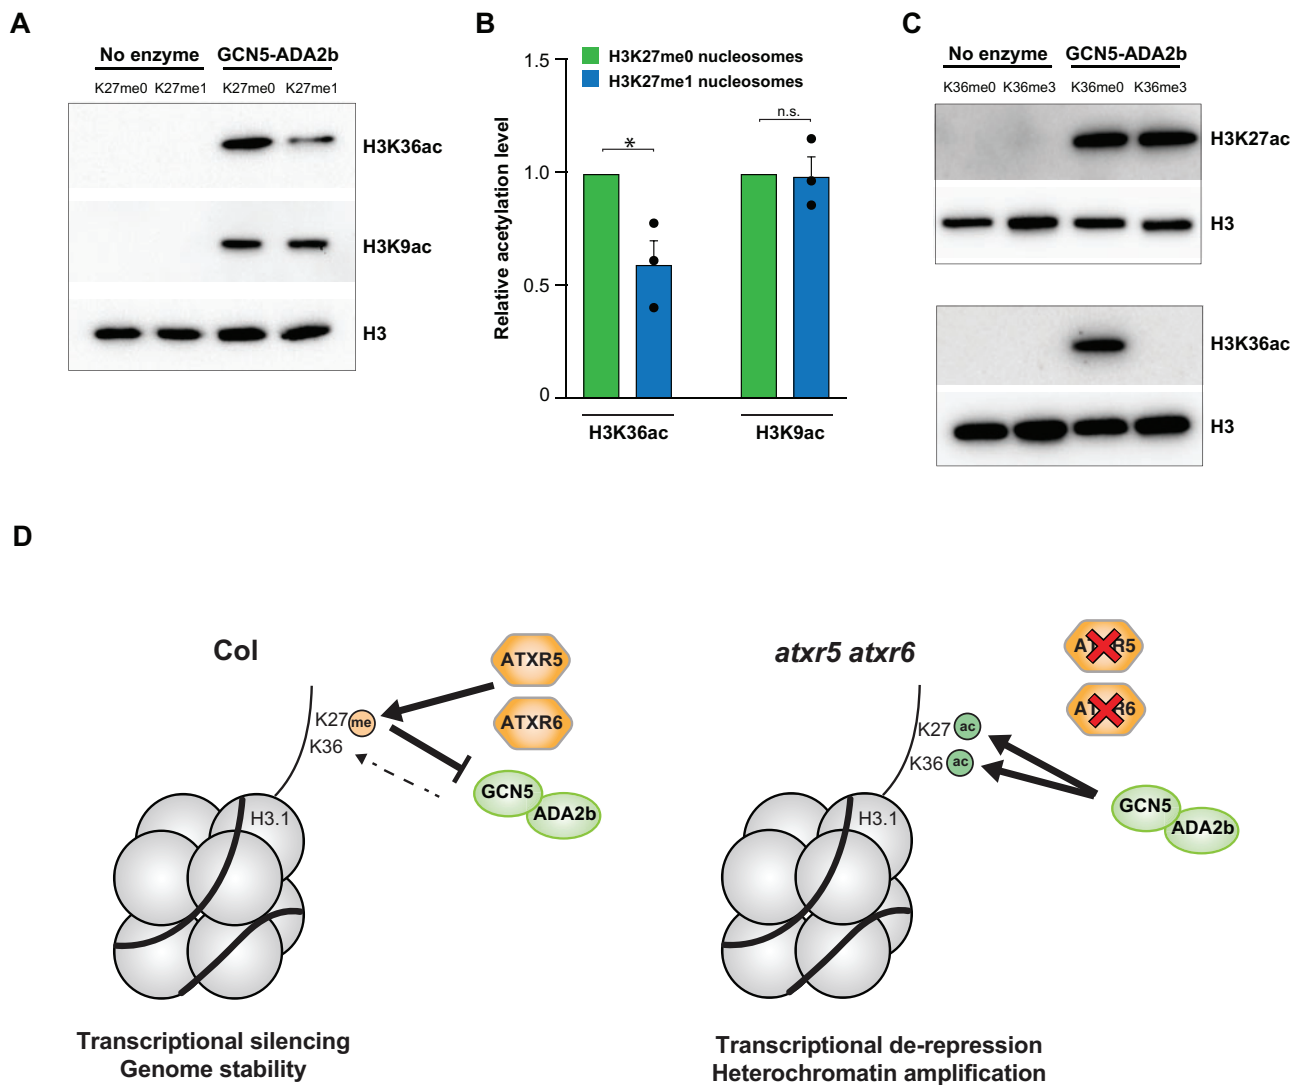 A
No enzyme GCN5-ADA2b
K27me0 K27me1 K27me0 K27me1
H3K36ac
H3K9ac
H3
B
H3K27me0 nucleosomes
H3K27me1 nucleosomes
Relative acetylation level
1.5
1.0
0.5
0
*
n.s.
H3K36ac H3K9ac
C
No enzyme GCN5-ADA2b
K36me0 K36me3 K36me0 K36me3
H3K27ac
H3
H3K36ac
H3
D
Col
ATXR5
ATXR6
K27 me
K36
GCN5
ADA2b
H3.1
Transcriptional silencing
Genome stability
atxr5 atxr6
K27 ac
K36 ac
GCN5
ADA2b
H3.1
Transcriptional de-repression
Heterochromatin amplification